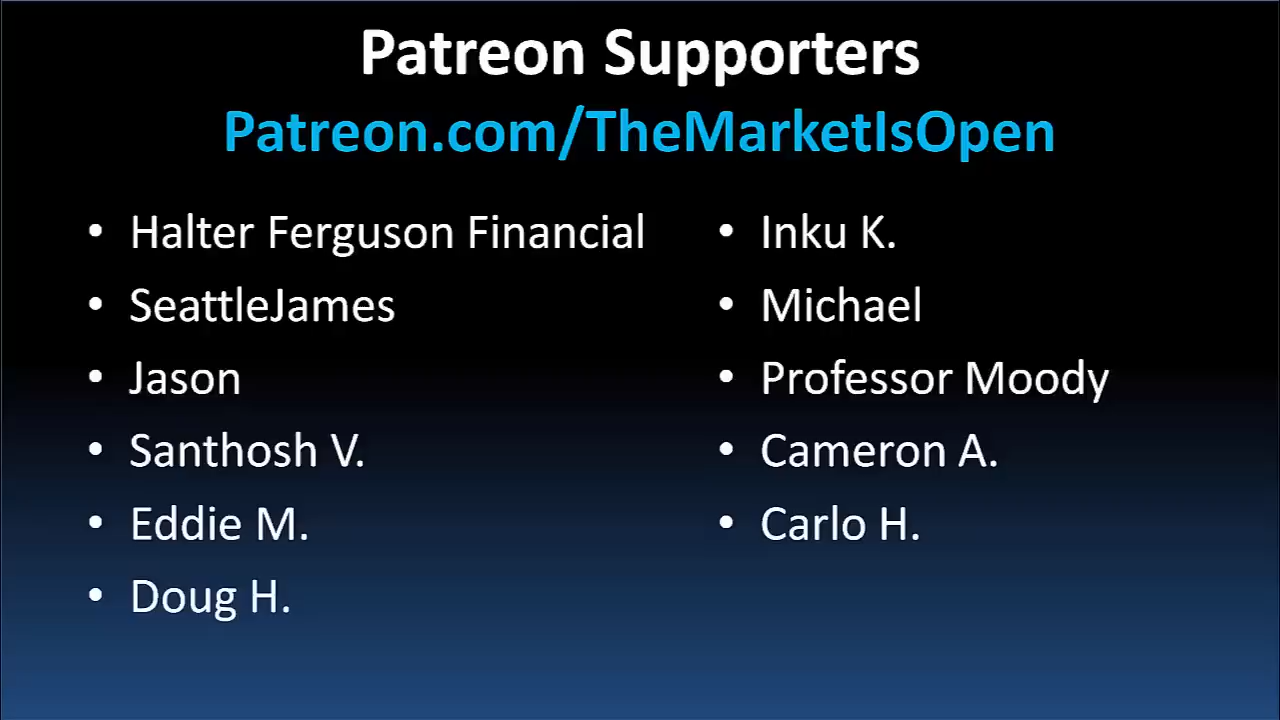 Patreon Supporters
Patreon.com/TheMarketIsOpen
• Halter Ferguson Financial
• SeattleJames
• Jason
• Santhosh V.
• Eddie M.
• Doug H.
• Inku K.
• Michael
• Professor Moody
• Cameron A.
• Carlo H.